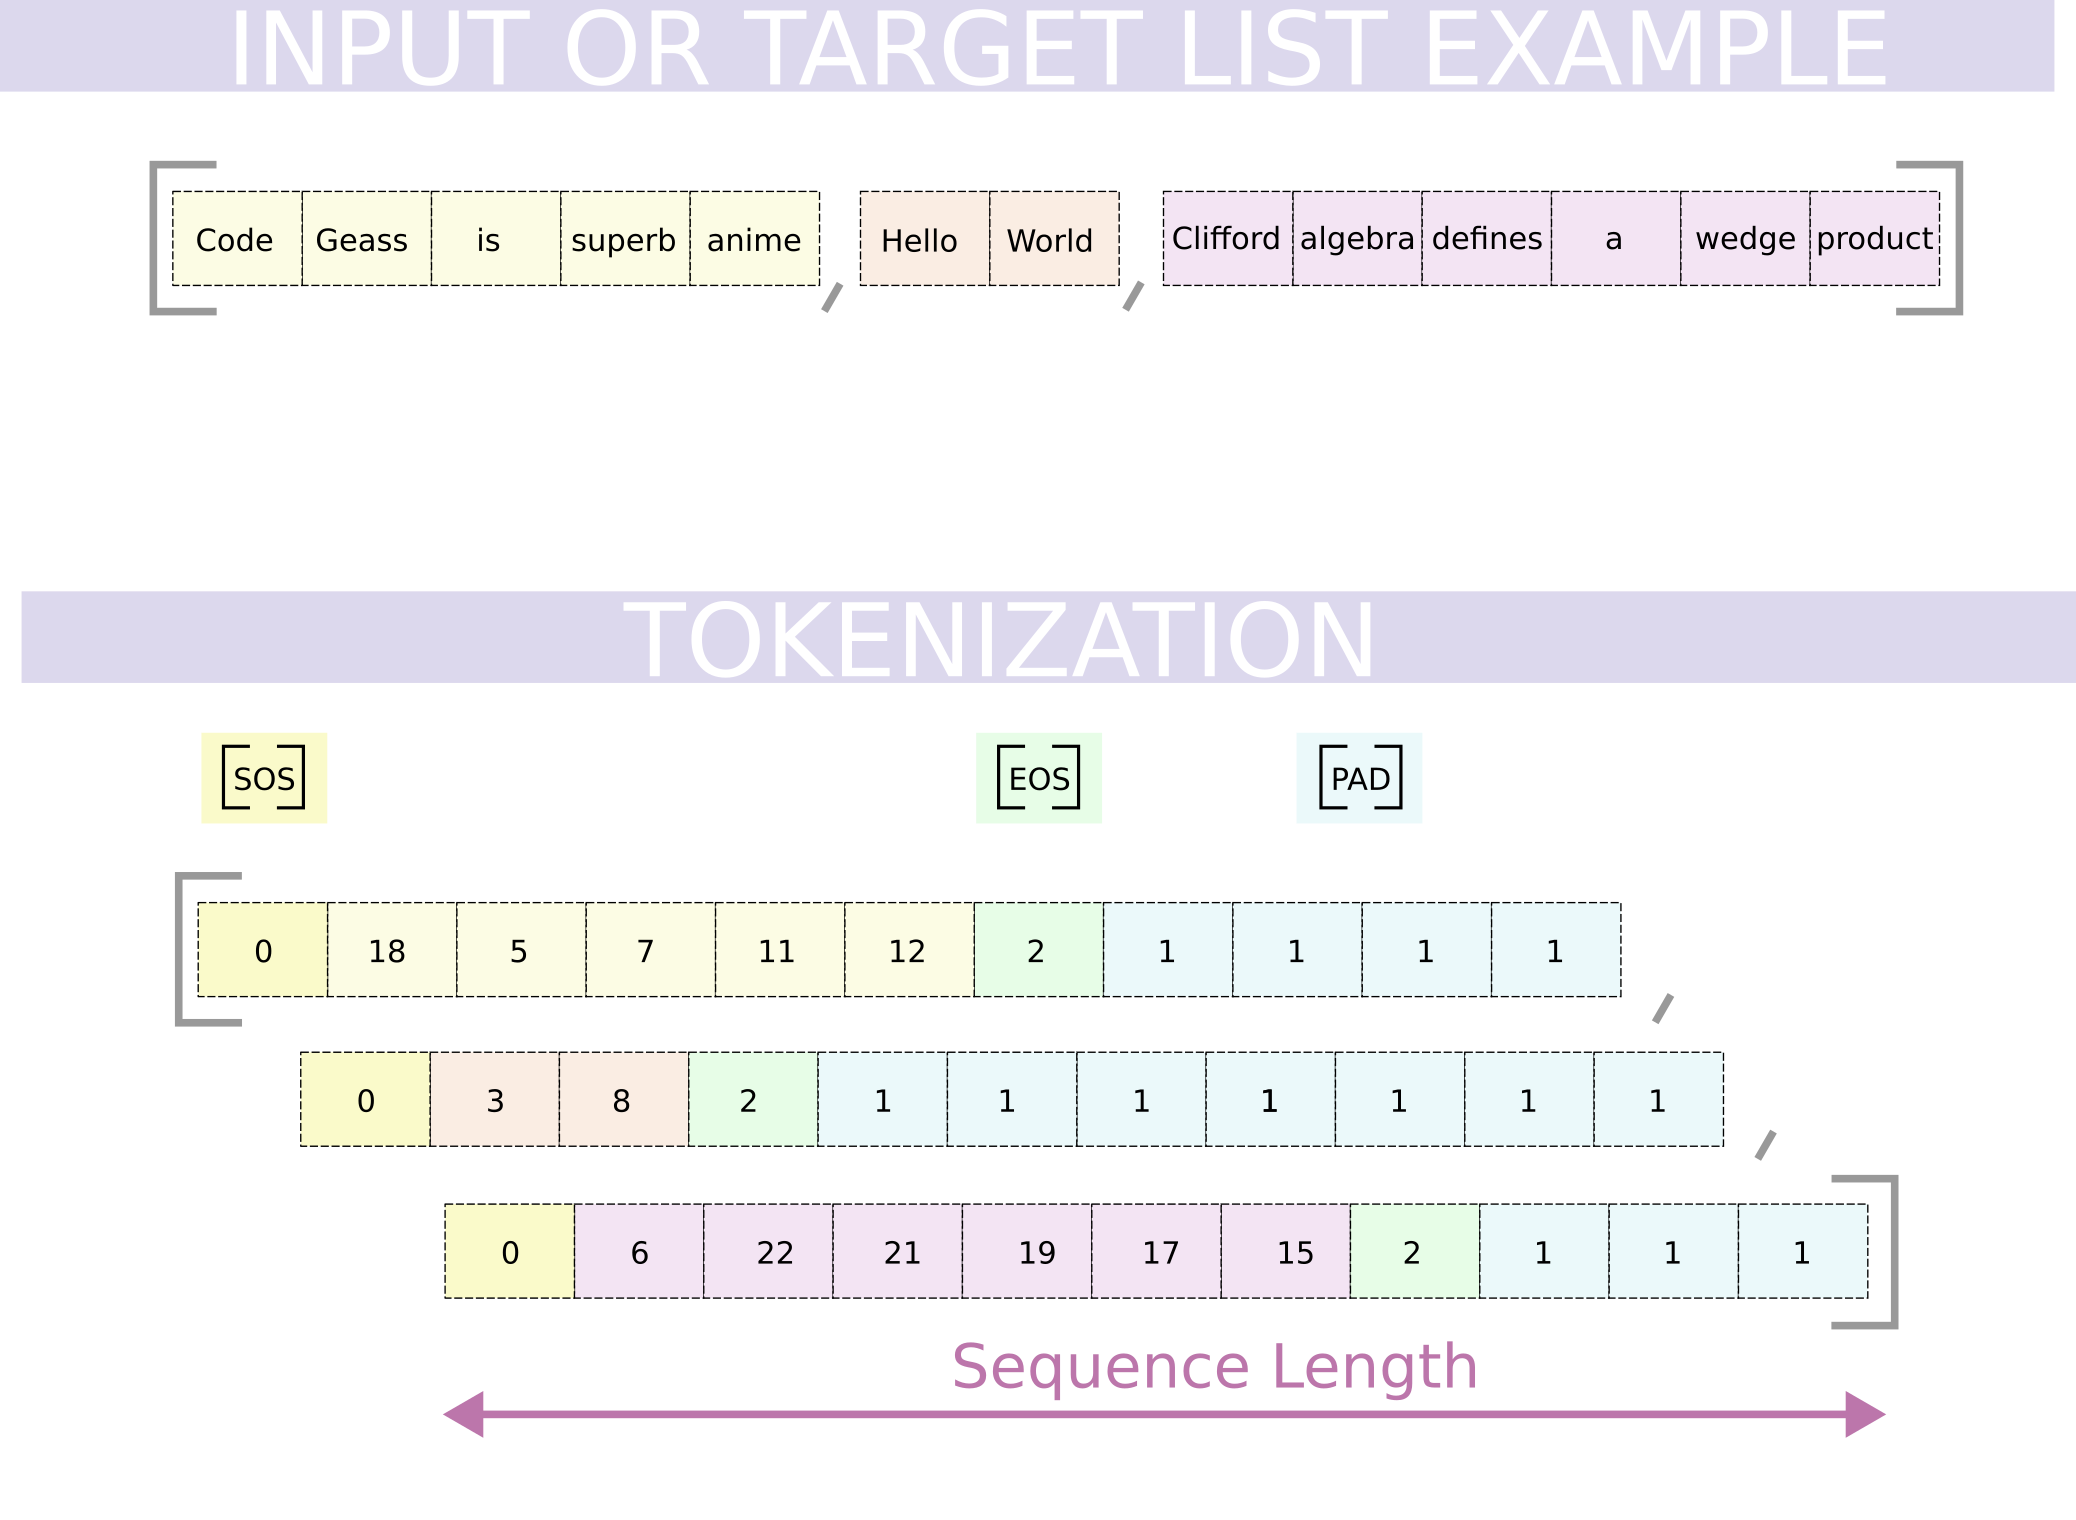 INPUT OR TARGET LIST EXAMPLE
Code Geass is superb anime Hello World Clifford algebra defines a wedge product
TOKENIZATION
[SOS] [EOS] [PAD]
0 18 5 7 11 12 2 1 1 1 1
0 3 8 2 1 1 1 1 1 1 1
0 6 22 21 19 17 15 2 1 1 1
Sequence Length